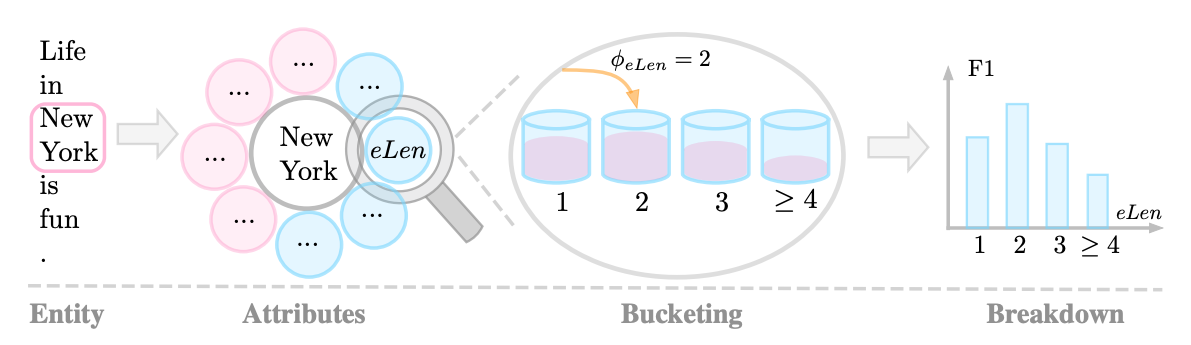 Life
in
New
York
is
fun
.
...
...
...
...
...
...
...
New
York
eLen
ϕeLen = 2
1
2
3
≥ 4
F1
eLen
1
2
3
≥ 4
Entity
Attributes
Bucketing
Breakdown